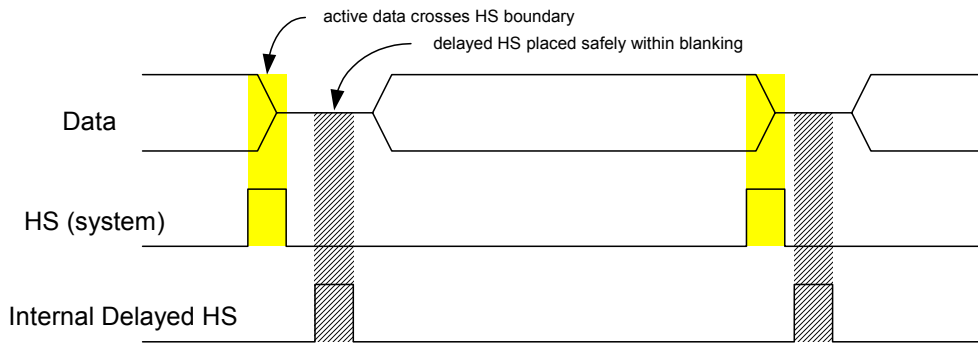 active data crosses HS boundary
delayed HS placed safely within blanking
Data
HS (system)
Internal Delayed HS